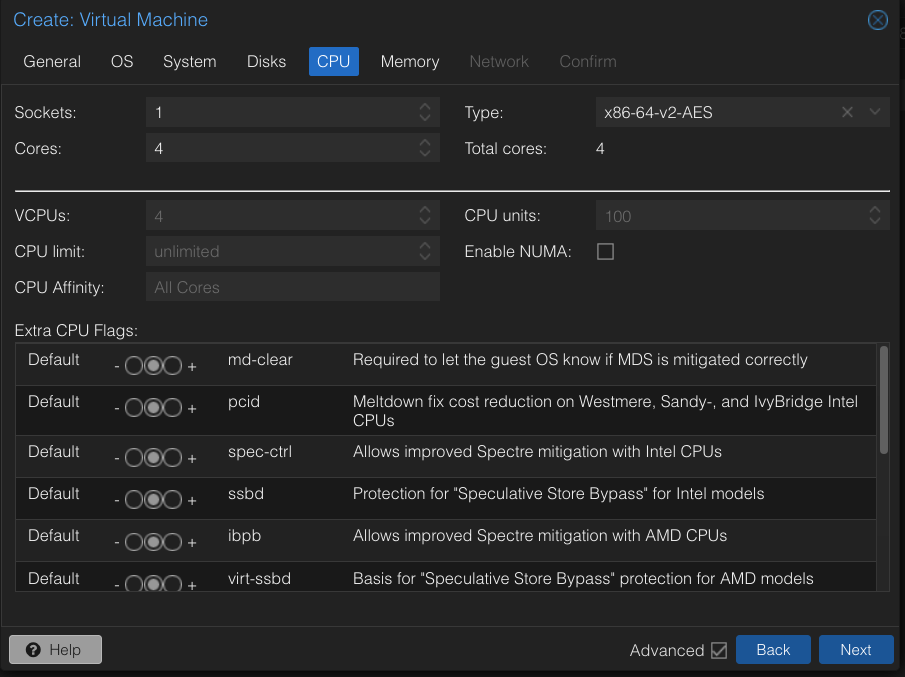 Create: Virtual Machine
General OS System Disks CPU Memory Network Confirm
Sockets: 1 Type: x86-64-v2-AES
Cores: 4 Total cores: 4
VCPUs: 4 CPU units: 100
CPU limit: unlimited Enable NUMA:
CPU Affinity: All Cores
Extra CPU Flags:
Default - + md-clear Required to let the guest OS know if MDS is mitigated correctly
Default - + pcid Meltdown fix cost reduction on Westmere, Sandy-, and IvyBridge Intel
CPUs
Default - + spec-ctrl Allows improved Spectre mitigation with Intel CPUs
Default - + ssbd Protection for "Speculative Store Bypass" for Intel models
Default - + ibpb Allows improved Spectre mitigation with AMD CPUs
Default - + virt-ssbd Basis for "Speculative Store Bypass" protection for AMD models
? Help Advanced Back Next